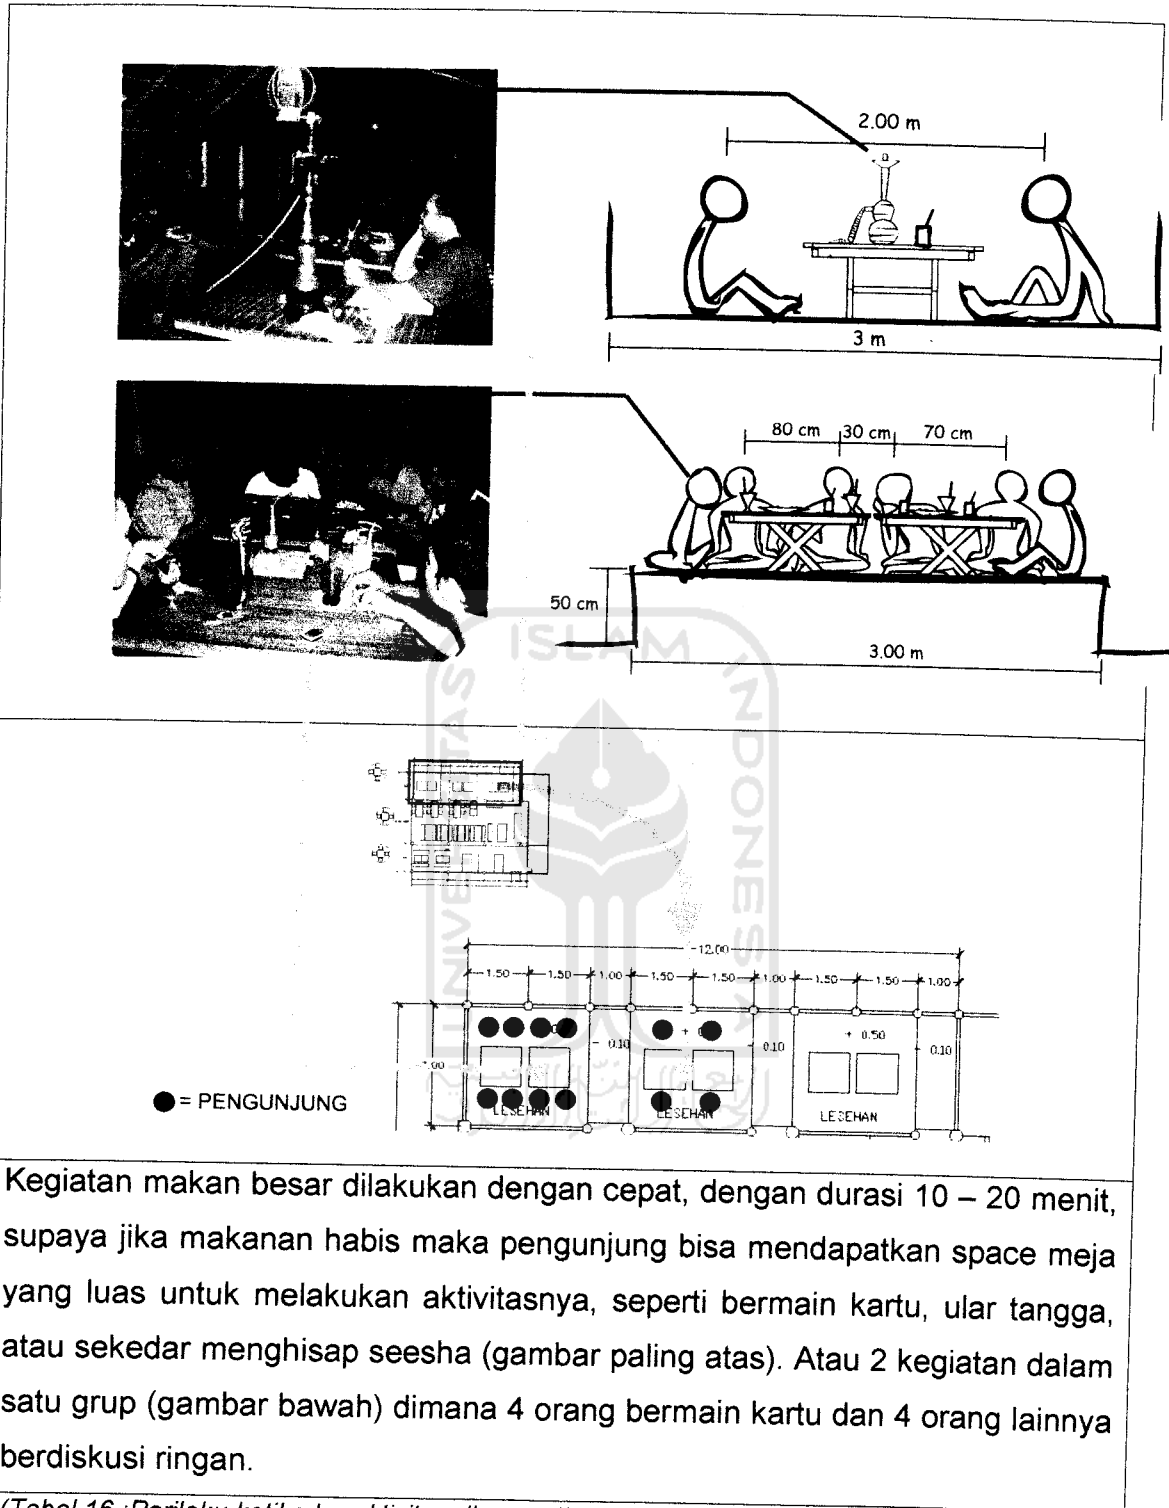 2.00 m
3 m
80 cm
30 cm
70 cm
50 cm
3.00 m
UNIVERSITAS ISLAM INDONESIA
12.00
1.50 1.50 1.00 1.50 1.50 1.00 1.50 1.50 1.00
+ 0.50
- 0.10
0.10
0.10
= PENGUNJUNG
LESEHAN
LESEHAN
LESEHAN
Kegiatan makan besar dilakukan dengan cepat, dengan durasi 10 – 20 menit,
supaya jika makanan habis maka pengunjung bisa mendapatkan space meja
yang luas untuk melakukan aktivitasnya, seperti bermain kartu, ular tangga,
atau sekedar menghisap seesha (gambar paling atas). Atau 2 kegiatan dalam
satu grup (gambar bawah) dimana 4 orang bermain kartu dan 4 orang lainnya
berdiskusi ringan.